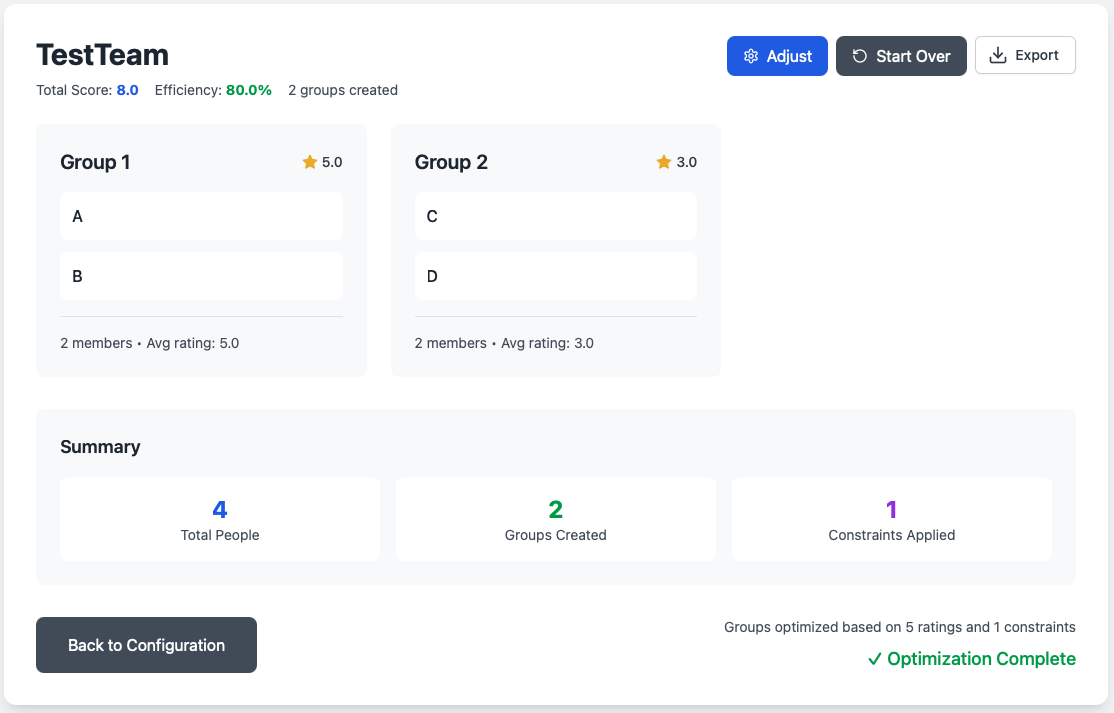 TestTeam
Adjust
Start Over
Export
Total Score: 8.0 Efficiency: 80.0% 2 groups created
Group 1
5.0
A
B
2 members • Avg rating: 5.0
Group 2
3.0
C
D
2 members • Avg rating: 3.0
Summary
4
Total People
2
Groups Created
1
Constraints Applied
Back to Configuration
Groups optimized based on 5 ratings and 1 constraints
✓ Optimization Complete